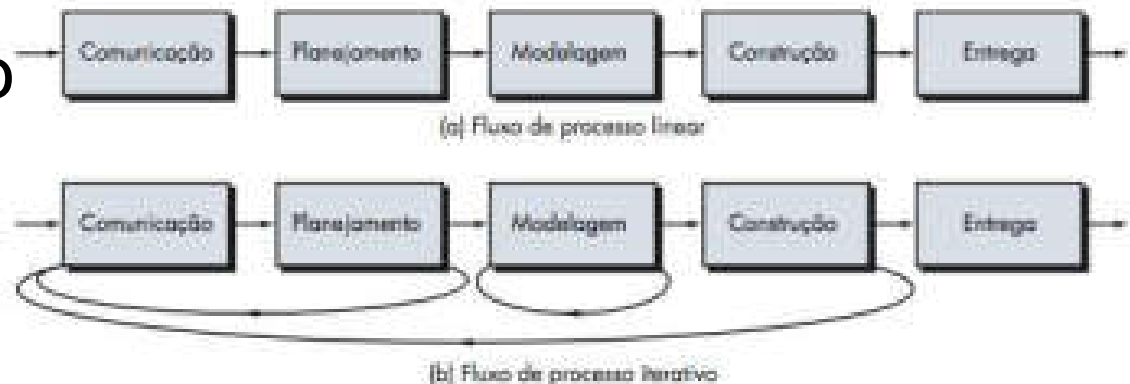 Comunicação Planejamento Modelagem Construção Entrega
o
(a) Fluxo de processo linear
Comunicação Planejamento Modelagem Construção Entrega
(b) Fluxo de processo iterativo